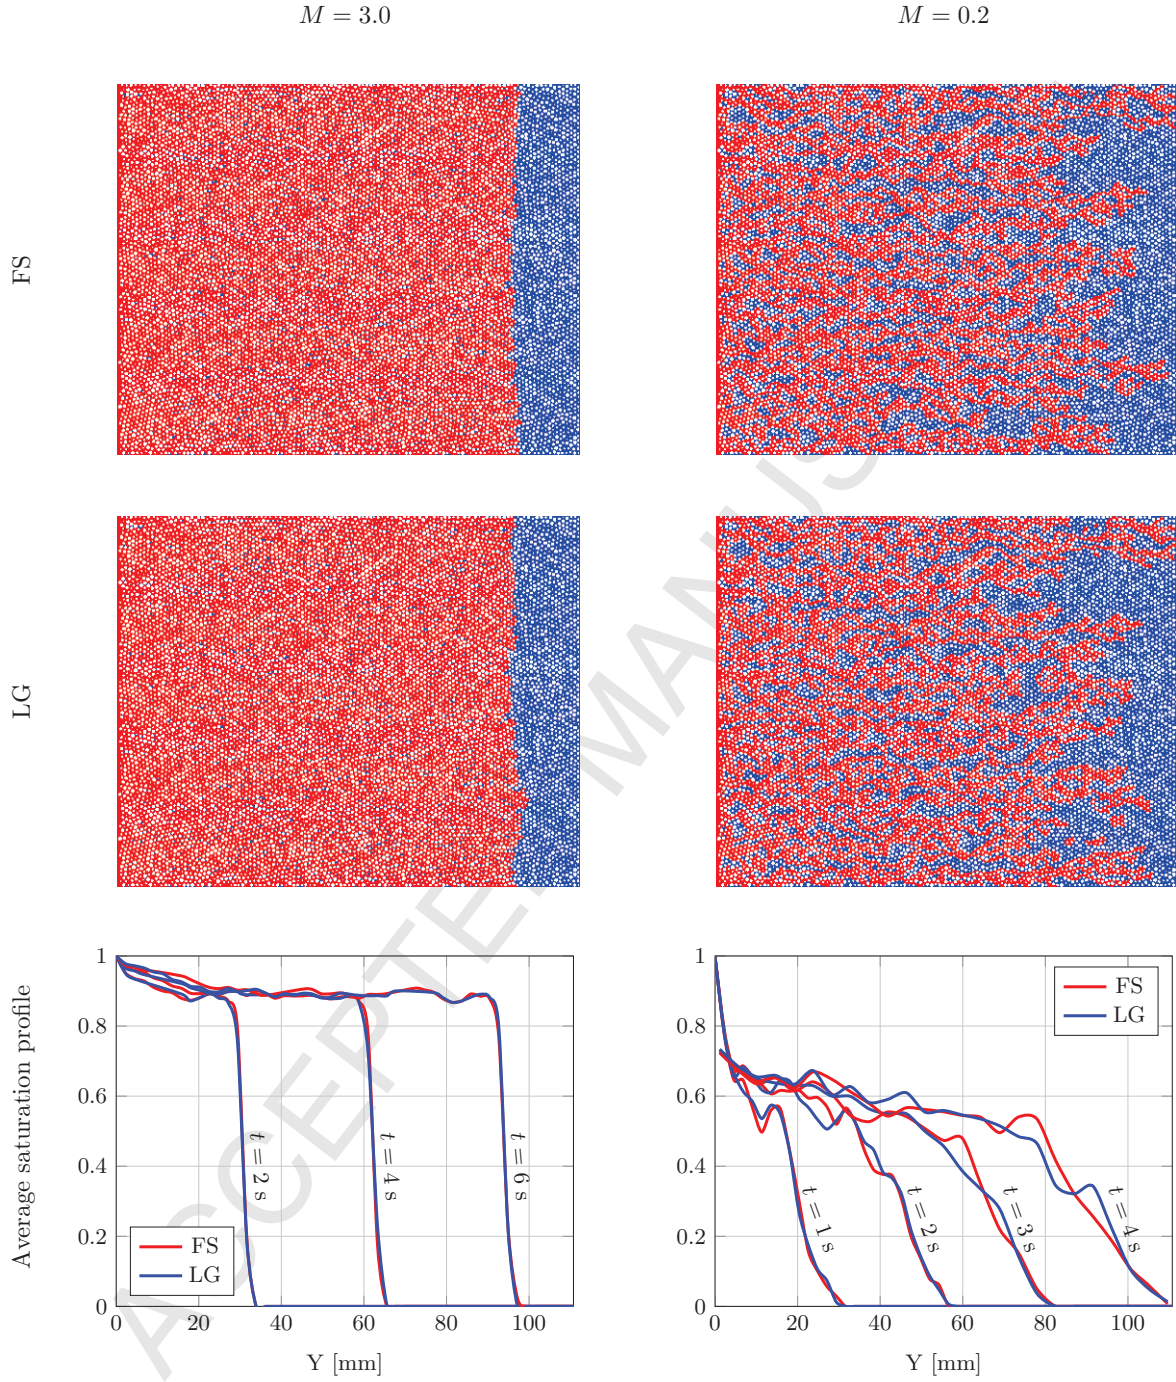 M = 3.0
M = 0.2
FS
LG
Average saturation profile
1
0.8
0.6
0.4
0.2
0
0 20 40 60 80 100
Y [mm]
t = 2 s
t = 4 s
t = 6 s
FS
LG
1
0.8
0.6
0.4
0.2
0
0 20 40 60 80 100
Y [mm]
t = 1 s
t = 2 s
t = 3 s
t = 4 s
FS
LG